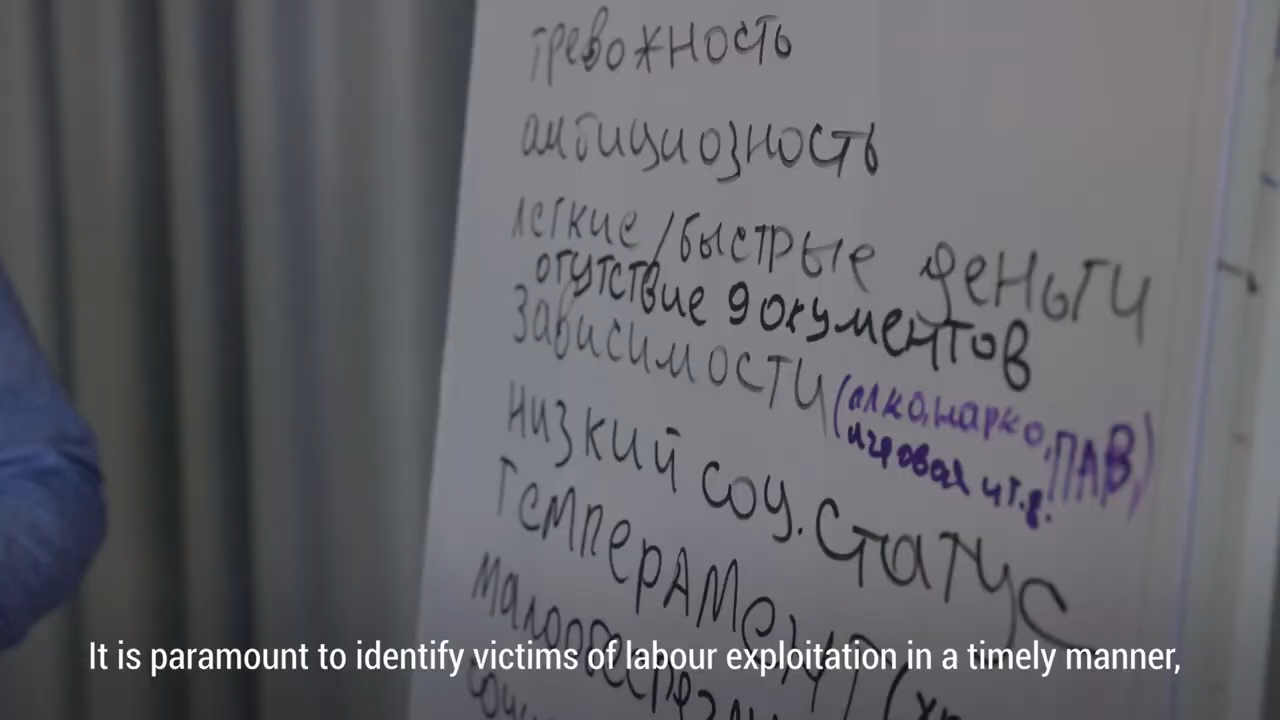 тревожность
амбициозность
легкие / быстрые деньги
отутствие документов
зависимости (алко, нарко, ПАВ,
игровая и т.д.
низкий соц. статус
темперамент (
It is paramount to identify victims of labour exploitation in a timely manner,